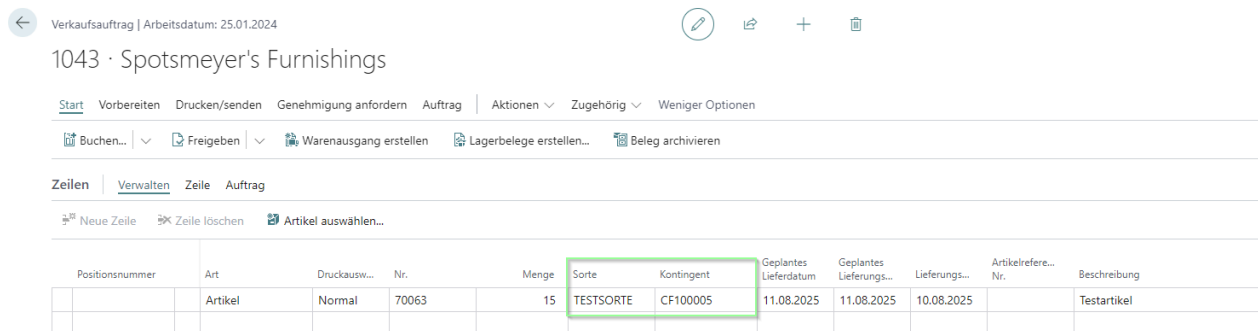 Verkaufsauftrag | Arbeitsdatum: 25.01.2024
1043 · Spotsmeyer's Furnishings
Start Vorbereiten Drucken/senden Genehmigung anfordern Auftrag Aktionen Zugehörig Weniger Optionen
Buchen... Freigeben Warenausgang erstellen Lagerbelege erstellen... Beleg archivieren
Zeilen Verwalten Zeile Auftrag
Neue Zeile Zeile löschen Artikel auswählen...
Positionsnummer Art Druckausw... Nr. Menge Sorte Kontingent Geplantes Lieferdatum Geplantes Lieferungs... Lieferungs... Artikelrefere... Nr. Beschreibung
Artikel Normal 70063 15 TESTSORTE CF100005 11.08.2025 11.08.2025 10.08.2025 Testartikel